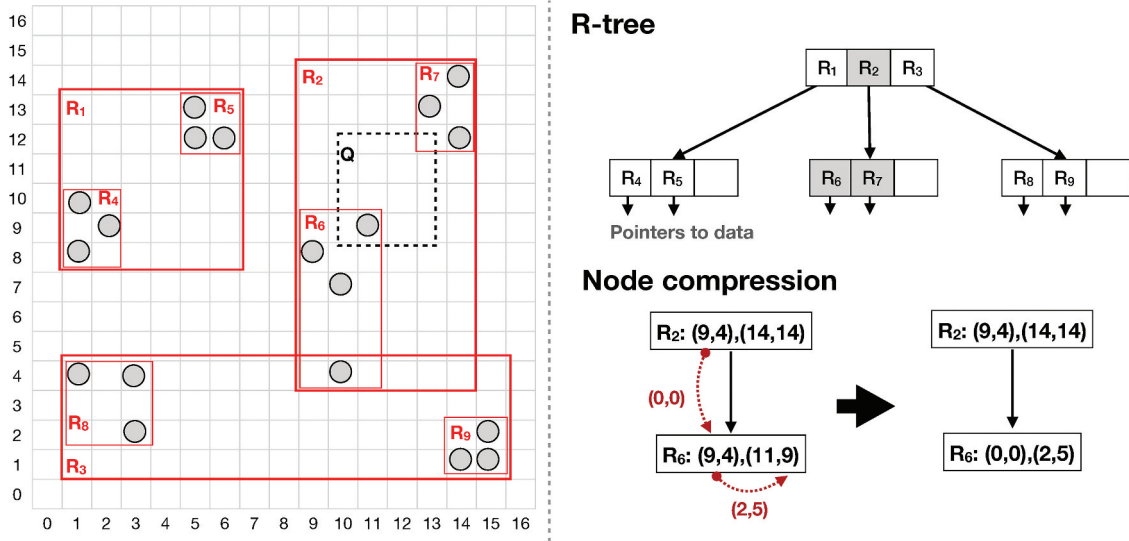 16
15
14
13
12
11
10
9
8
7
6
5
4
3
2
1
0
0 1 2 3 4 5 6 7 8 9 10 11 12 13 14 15 16
R1
R5
R4
R2
R7
Q
R6
R8
R3
R9
R-tree
R1 R2 R3
R4 R5 R6 R7 R8 R9
Pointers to data
Node compression
R2: (9,4),(14,14)
(0,0)
R6: (9,4),(11,9)
(2,5)
R2: (9,4),(14,14)
R6: (0,0),(2,5)